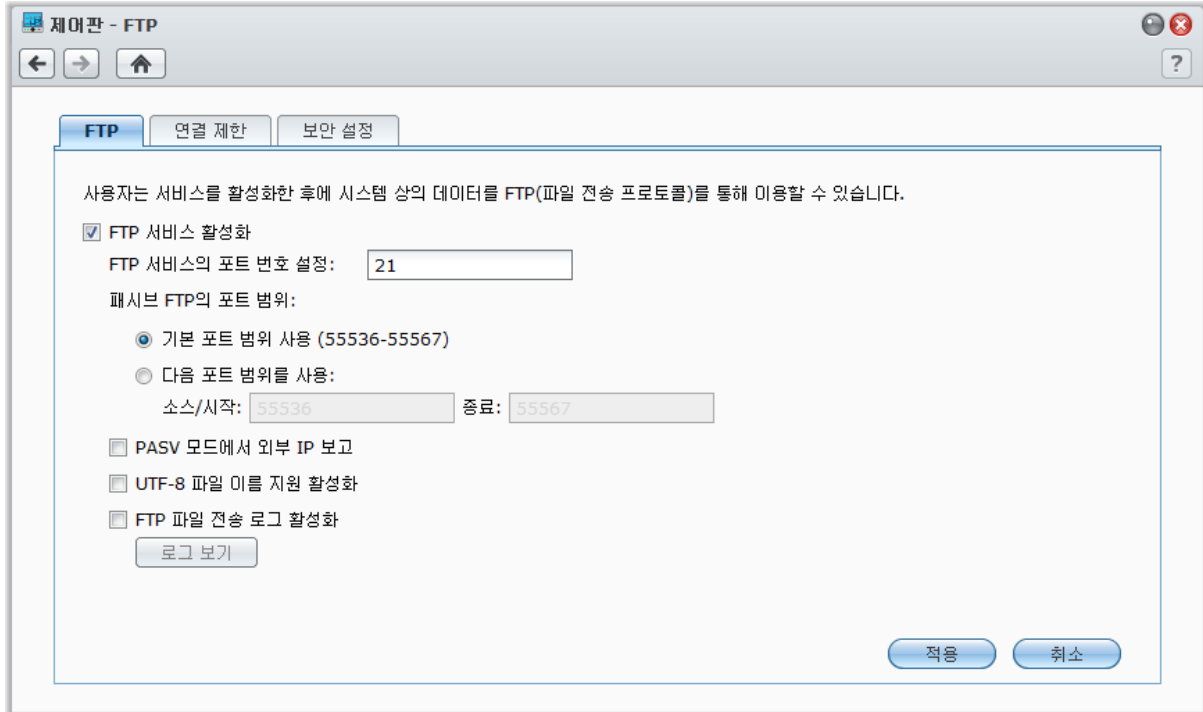 제어판 - FTP
?
FTP 연결 제한 보안 설정
사용자는 서비스를 활성화한 후에 시스템 상의 데이터를 FTP(파일 전송 프로토콜)를 통해 이용할 수 있습니다.
FTP 서비스 활성화
FTP 서비스의 포트 번호 설정: 21
패시브 FTP의 포트 범위:
기본 포트 범위 사용 (55536-55567)
다음 포트 범위를 사용:
소스/시작: 55536 종료: 55567
PASV 모드에서 외부 IP 보고
UTF-8 파일 이름 지원 활성화
FTP 파일 전송 로그 활성화
로그 보기
적용 취소